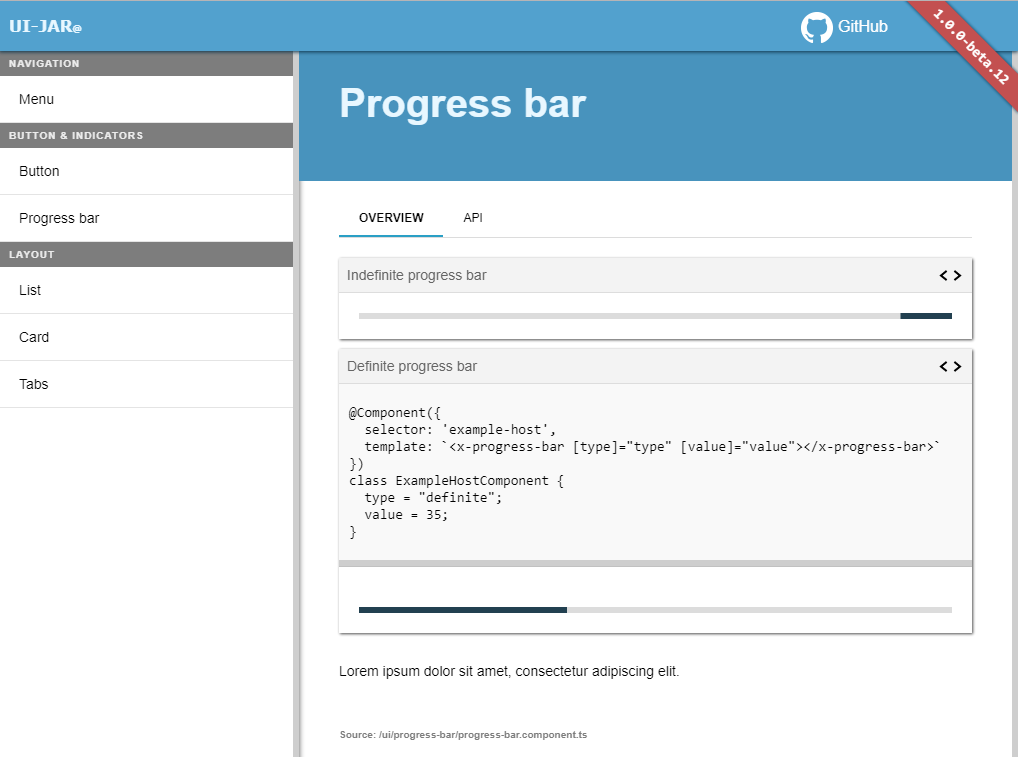 UI-JAR@
GitHub
1.0.0-beta.12
NAVIGATION
Menu
BUTTON & INDICATORS
Button
Progress bar
LAYOUT
List
Card
Tabs
Progress bar
OVERVIEW API
Indefinite progress bar <>
Definite progress bar <>
@Component({
  selector: 'example-host',
  template: `<x-progress-bar [type]="type" [value]="value"></x-progress-bar>`
})
class ExampleHostComponent {
  type = "definite";
  value = 35;
}
Lorem ipsum dolor sit amet, consectetur adipiscing elit.
Source: /ui/progress-bar/progress-bar.component.ts